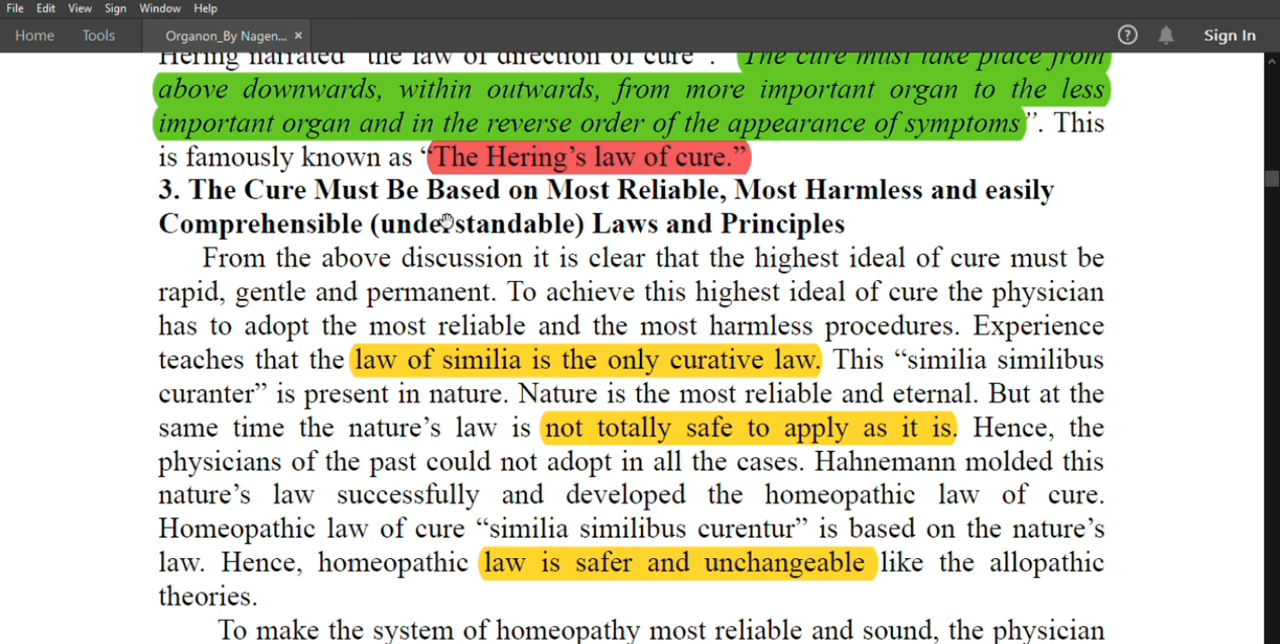 File Edit View Sign Window Help
Home Tools Organon_By Nagen... × ? Sign In
Hering narrated "the law of direction of cure". "The cure must take place from
above downwards, within outwards, from more important organ to the less
important organ and in the reverse order of the appearance of symptoms”. This
is famously known as “The Hering’s law of cure.”
3. The Cure Must Be Based on Most Reliable, Most Harmless and easily
Comprehensible (understandable) Laws and Principles
From the above discussion it is clear that the highest ideal of cure must be
rapid, gentle and permanent. To achieve this highest ideal of cure the physician
has to adopt the most reliable and the most harmless procedures. Experience
teaches that the law of similia is the only curative law. This “similia similibus
curanter” is present in nature. Nature is the most reliable and eternal. But at the
same time the nature’s law is not totally safe to apply as it is. Hence, the
physicians of the past could not adopt in all the cases. Hahnemann molded this
nature’s law successfully and developed the homeopathic law of cure.
Homeopathic law of cure “similia similibus curentur” is based on the nature’s
law. Hence, homeopathic law is safer and unchangeable like the allopathic
theories.
To make the system of homeopathy most reliable and sound, the physician